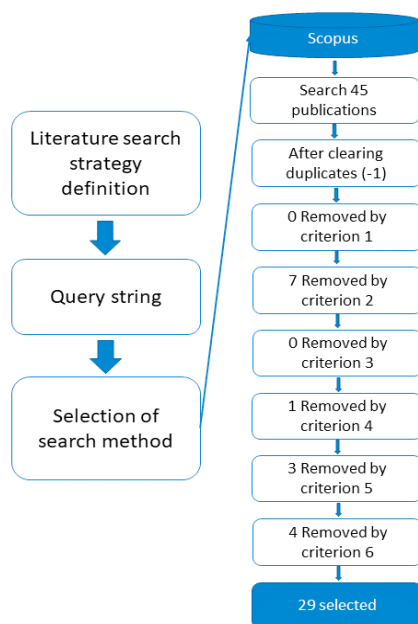 Literature search
strategy
definition
Query string
Selection of
search method
Scopus
Search 45
publications
After clearing
duplicates (-1)
0 Removed by
criterion 1
7 Removed by
criterion 2
0 Removed by
criterion 3
1 Removed by
criterion 4
3 Removed by
criterion 5
4 Removed by
criterion 6
29 selected